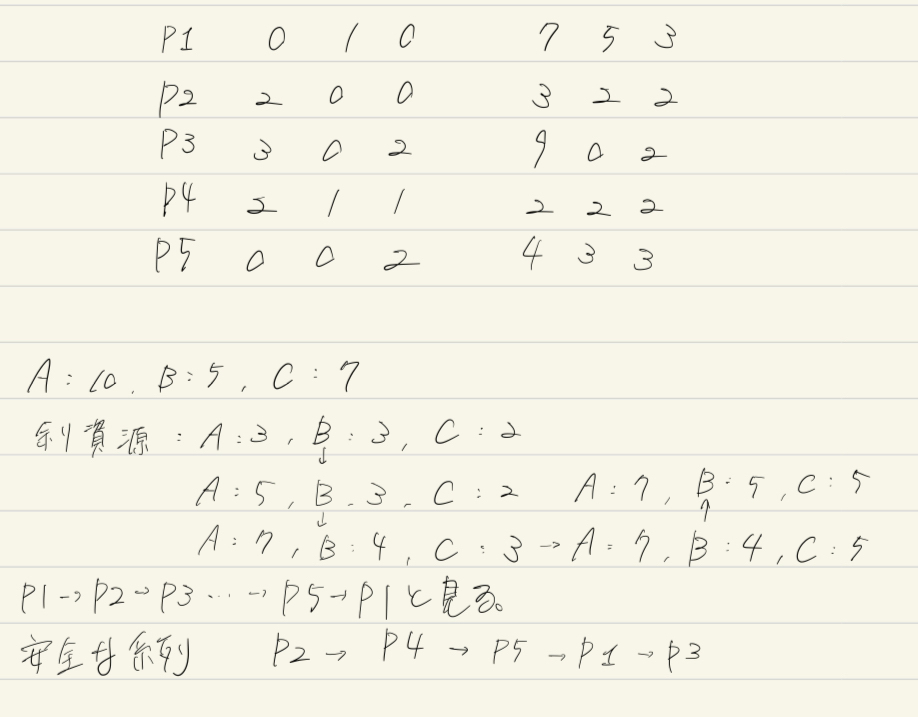 P1 0 1 0 7 5 3
P2 2 0 0 3 2 2
P3 3 0 2 9 0 2
P4 2 1 1 2 2 2
P5 0 0 2 4 3 3
A : 10, B : 5, C : 7
剰資源 : A : 3, B : 3, C : 2
↓
A : 5, B . 3, C : 2 A : 7, B : 5, C : 5
↓ ↑
A : 7, B : 4, C : 3 → A : 7, B : 4, C : 5
P1→P2→P3…→P5→P1と見る。
安全な系列 P2 → P4 → P5 → P1 → P3